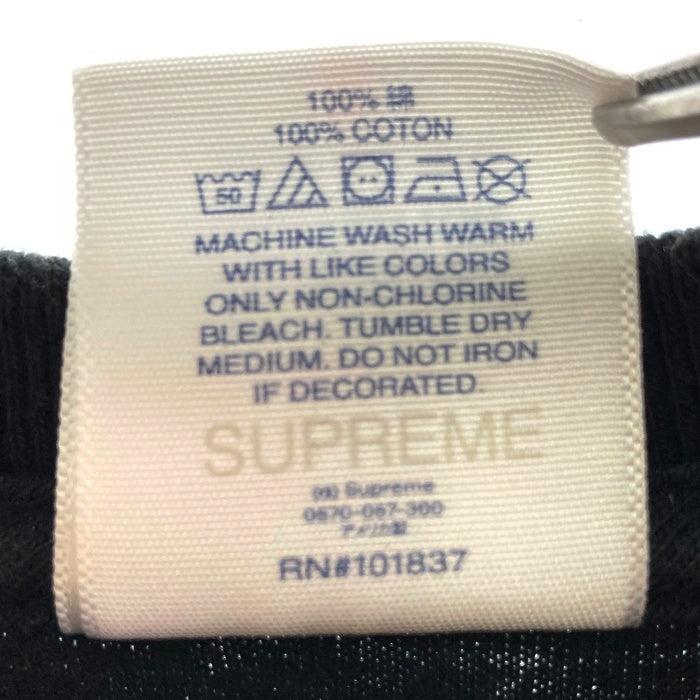 100% 綿
100% COTON
50
MACHINE WASH WARM
WITH LIKE COLORS
ONLY NON-CHLORINE
BLEACH. TUMBLE DRY
MEDIUM. DO NOT IRON
IF DECORATED.
SUPREME
(株) Supreme
0570-067-300
アメリカ製
RN#101837